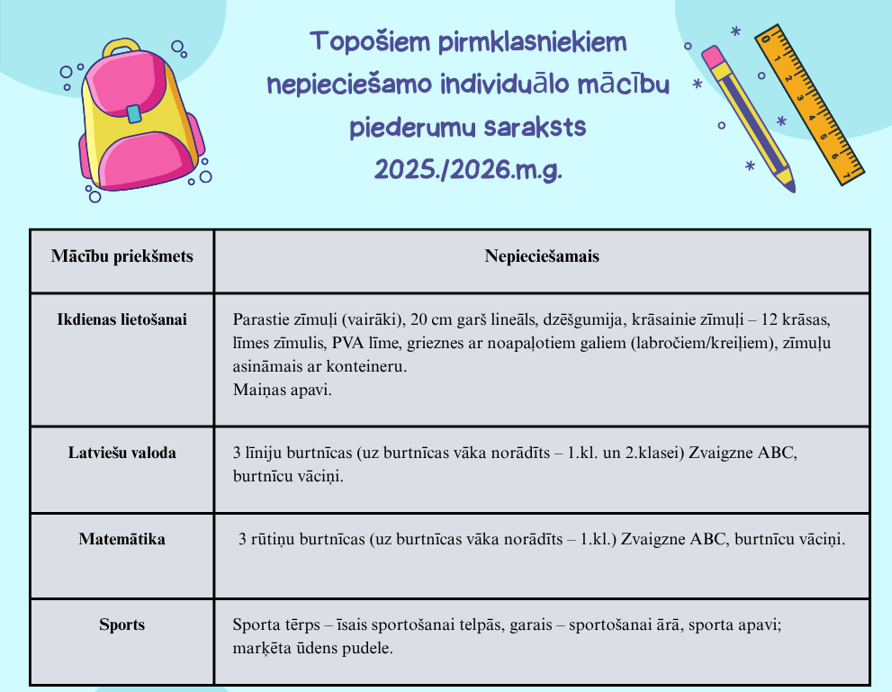 Topošiem pirmklasniekiem
nepieciešamo individuālo mācību
piederumu saraksts
2025./2026.m.g.
0 1 2 3 4 5 6 7
Mācību priekšmets
Nepieciešamais
Ikdienas lietošanai
Parastie zīmuļi (vairāki), 20 cm garš lineāls, dzēšgumija, krāsainie zīmuļi – 12 krāsas,
līmes zīmulis, PVA līme, grieznes ar noapaļotiem galiem (labročiem/kreiļiem), zīmuļu
asināmais ar konteineru.
Maiņas apavi.
Latviešu valoda
3 līniju burtnīcas (uz burtnīcas vāka norādīts – 1.kl. un 2.klasei) Zvaigzne ABC,
burtnīcu vāciņi.
Matemātika
3 rūtiņu burtnīcas (uz burtnīcas vāka norādīts – 1.kl.) Zvaigzne ABC, burtnīcu vāciņi.
Sports
Sporta tērps – īsais sportošanai telpās, garais – sportošanai ārā, sporta apavi;
marķēta ūdens pudele.